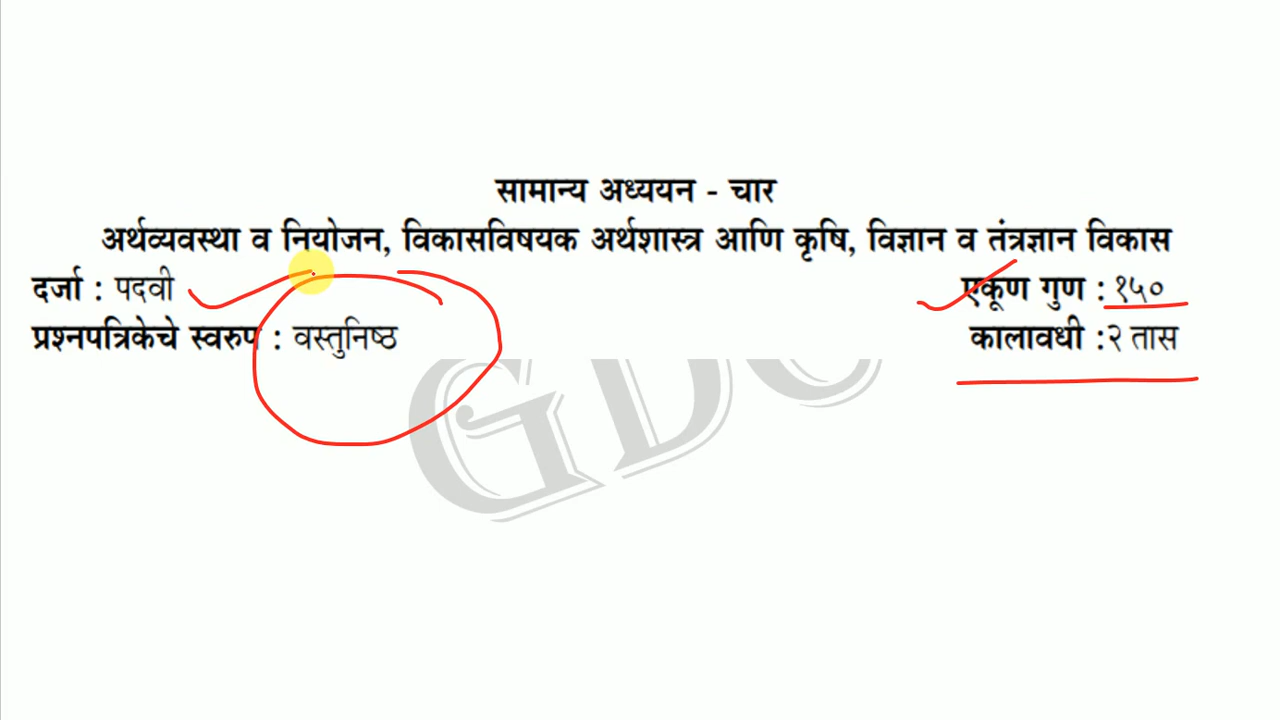 सामान्य अध्ययन - चार
अर्थव्यवस्था व नियोजन, विकासविषयक अर्थशास्त्र आणि कृषि, विज्ञान व तंत्रज्ञान विकास
दर्जा : पदवी एकूण गुण : १५०
प्रश्नपत्रिकेचे स्वरुप : वस्तुनिष्ठ कालावधी :२ तास